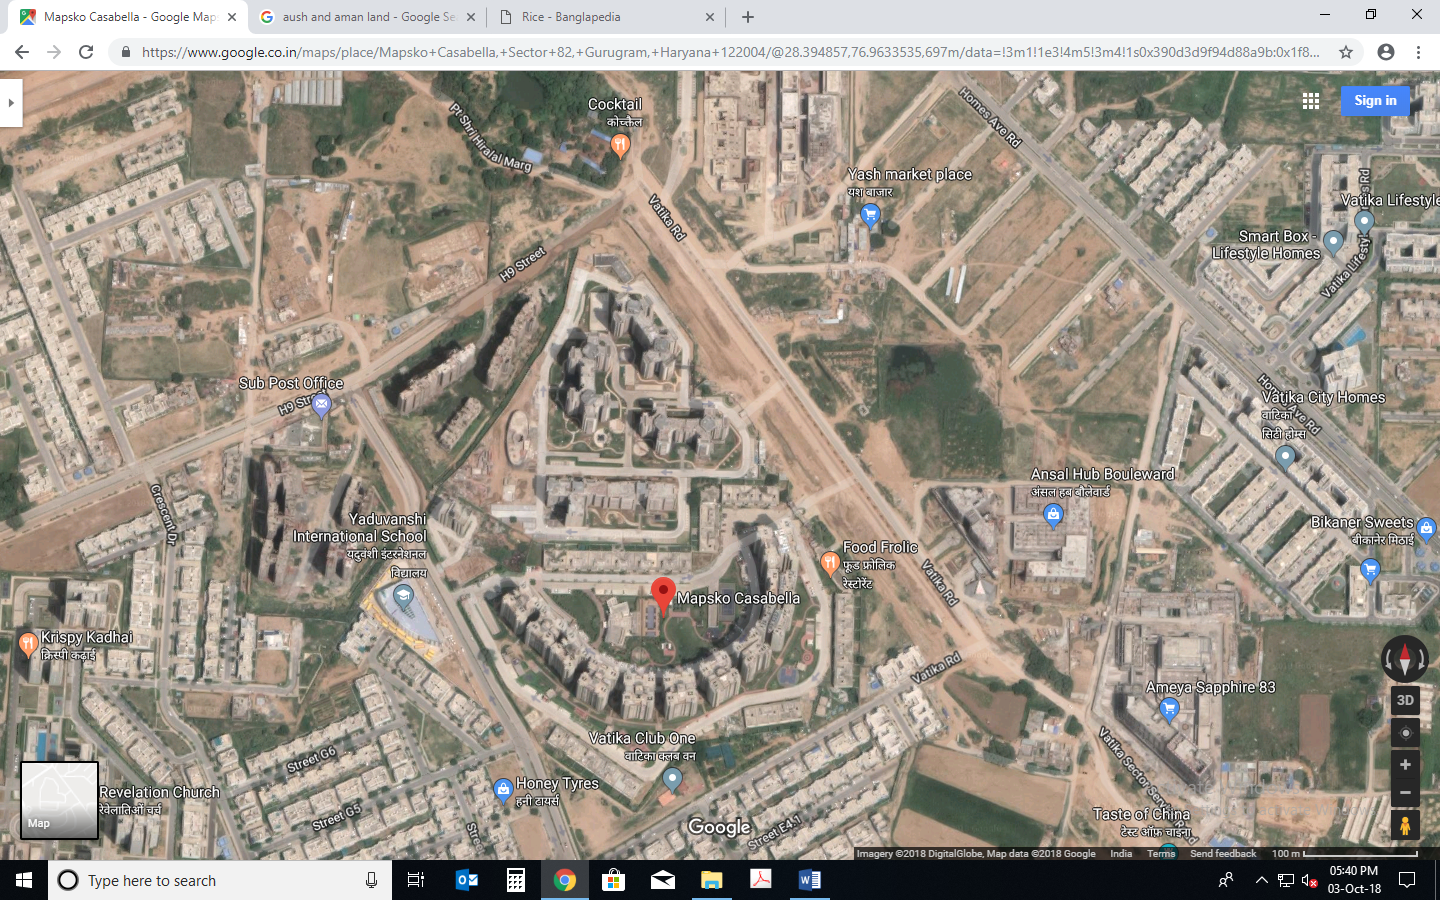 Mapsko Casabella - Google Map
aush and aman land - Google Se
Rice - Banglapedia
https://www.google.co.in/maps/place/Mapsko+Casabella,+Sector+82,+Gurugram,+Haryana+122004/@28.394857,76.9633535,697m/data=!3m1!1e3!4m5!3m4!1s0x390d3d9f94d88a9b:0x1f8...
Sign in
Cocktail
कोच्तैल
Pt Shri Hiralal Marg
Homes Ave Rd
Yash market place
यश बाजार
Vatika Rd
Vatika Lifestyle
Smart Box -
Lifestyle Homes
Vatika Lifestyl
H9 Street
Sub Post Office
H9 Street
Vatika City Homes
वाटिका
सिटी होम्स
Ansal Hub Bouleward
अंसल हब बौलेवार्ड
Crescent Dr
Yaduvanshi
International School
यदुवंशी इंटरनेशनल
विद्यालय
Bikaner Sweets
बीकानेर मिठाई
Food Frolic
फूड फ्रोलिक
रेस्टोरेंट
Vatika Rd
Mapsko Casabella
Krispy Kadhai
क्रिस्पी कढ़ाई
Vatika Rd
Ameya Sapphire 83
3D
Vatika Club One
वाटिका क्लब वन
Street G6
Honey Tyres
हनी टायर्स
Revelation Church
रेवेलातिओं चर्च
Map
Street G5
Google
Street E4.1
Taste of China
टेस्ट ऑफ़ चाइना
Imagery ©2018 DigitalGlobe, Map data ©2018 Google India Terms Send feedback 100 m
Type here to search
05:40 PM
03-Oct-18